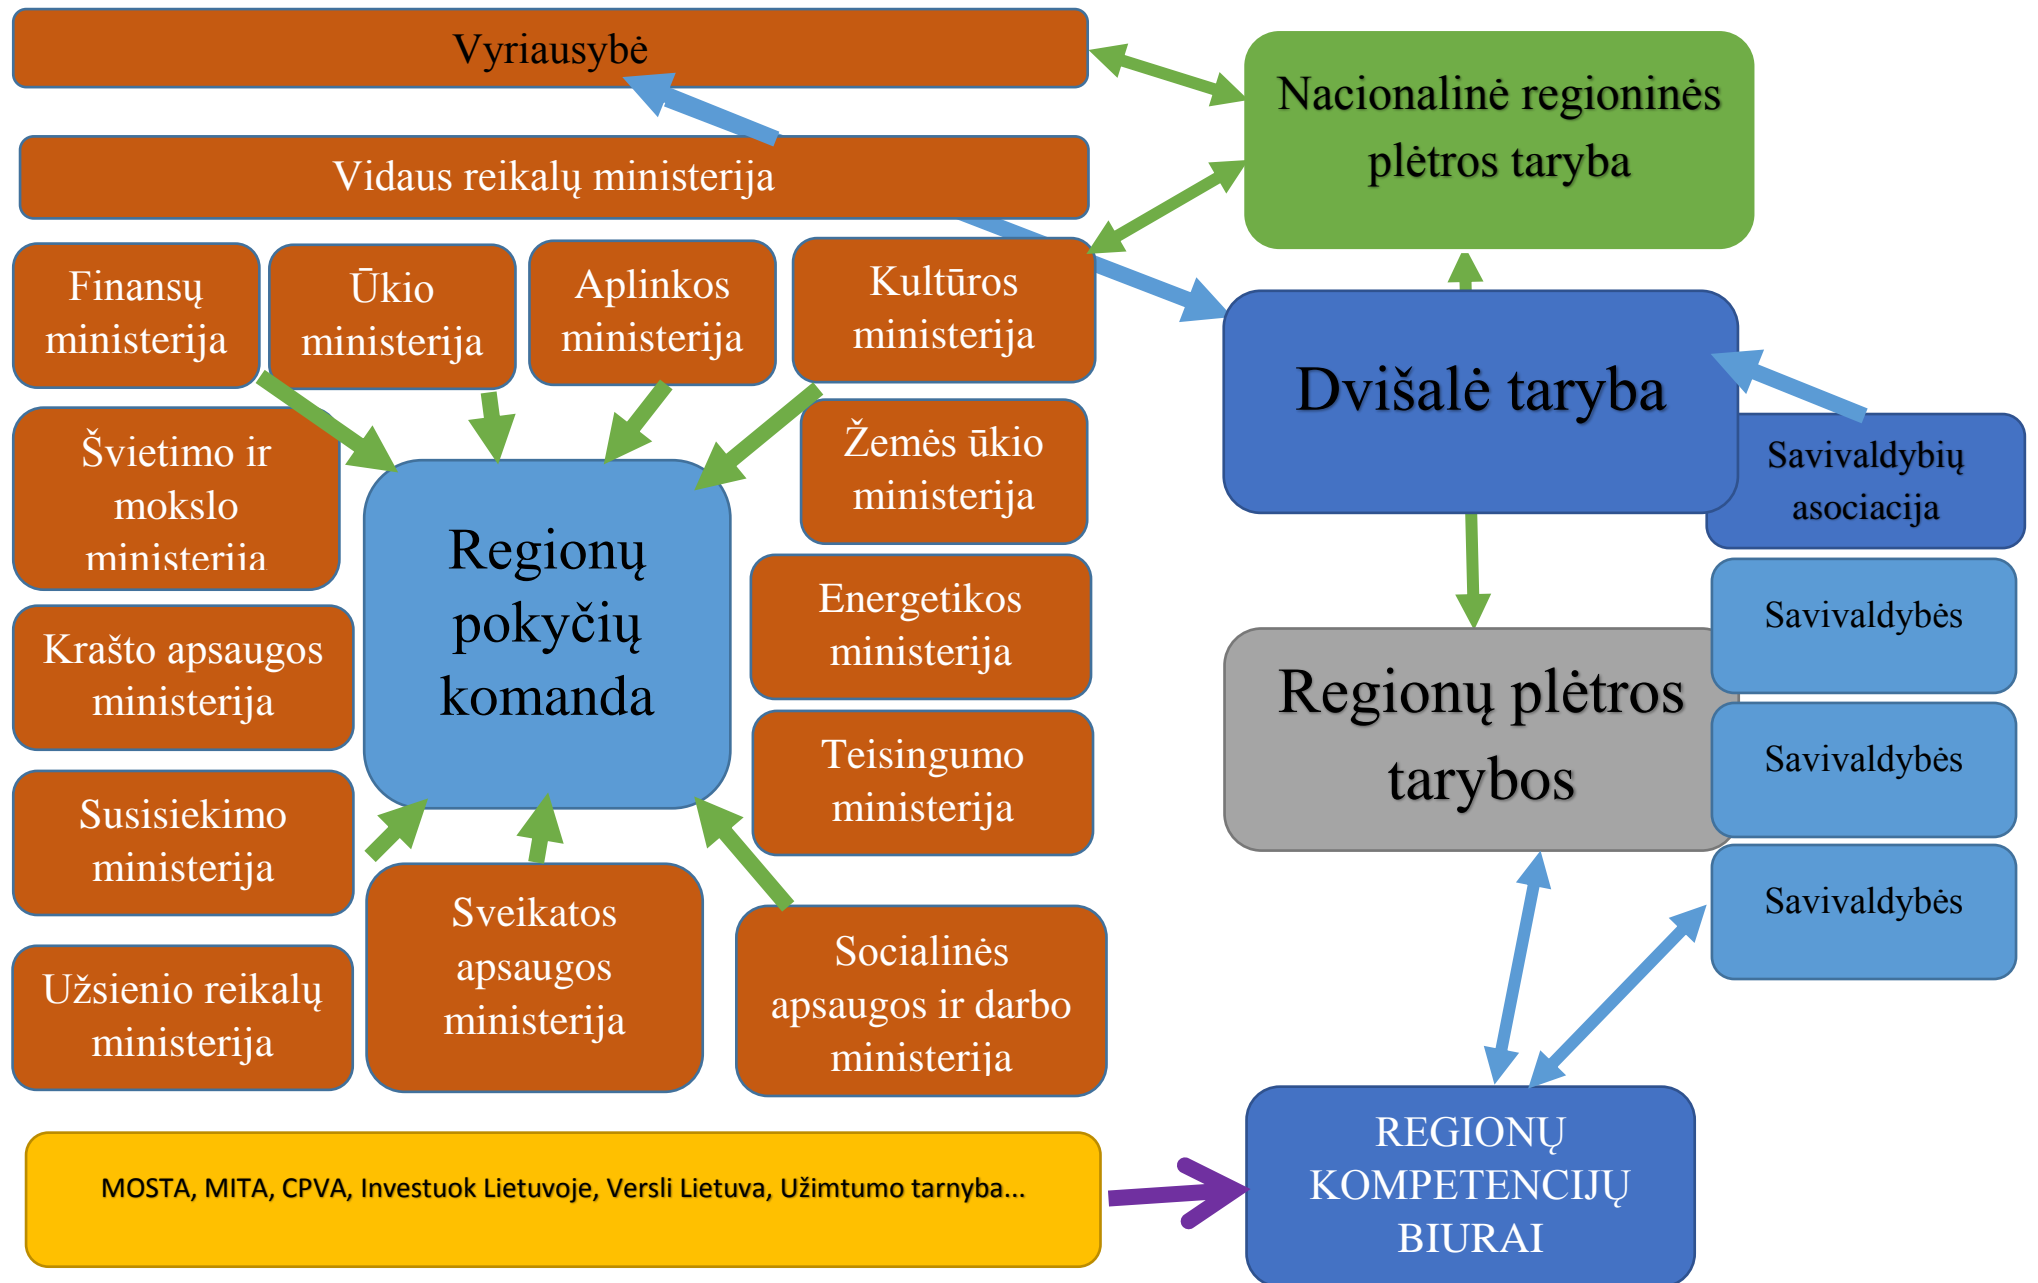 Vyriausybė
Nacionalinė regioninės
plėtros taryba
Vidaus reikalų ministerija
Finansų
ministerija
Ūkio
ministerija
Aplinkos
ministerija
Kultūros
ministerija
Dvišalė taryba
Švietimo ir
mokslo
ministerija
Žemės ūkio
ministerija
Savivaldybių
asociacija
Regionų
pokyčių
komanda
Energetikos
ministerija
Savivaldybės
Krašto apsaugos
ministerija
Regionų plėtros
tarybos
Teisingumo
ministerija
Savivaldybės
Susisiekimo
ministerija
Sveikatos
apsaugos
ministerija
Socialinės
apsaugos ir darbo
ministerija
Savivaldybės
Užsienio reikalų
ministerija
MOSTA, MITA, CPVA, Investuok Lietuvoje, Versli Lietuva, Užimtumo tarnyba...
REGIONŲ
KOMPETENCIJŲ
BIURAI